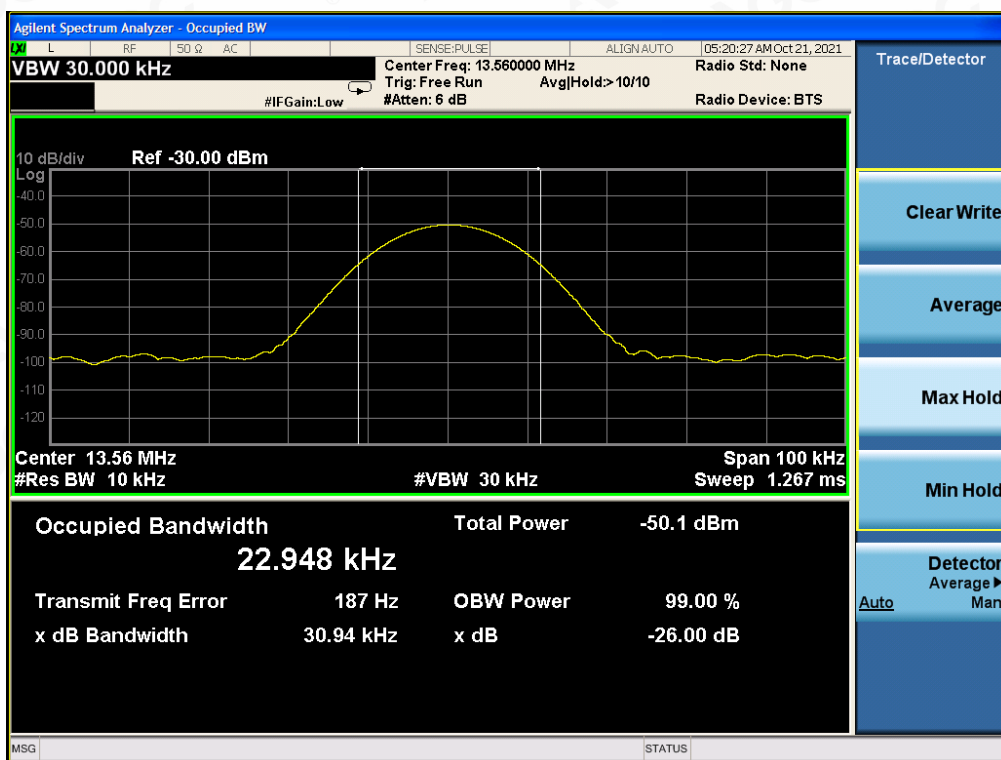 Agilent Spectrum Analyzer - Occupied BW
LXI L RF 50 Ω AC SENSE:PULSE ALIGN AUTO 05:20:27 AM Oct 21, 2021
VBW 30.000 kHz
Center Freq: 13.560000 MHz
Radio Std: None
Trig: Free Run Avg|Hold:> 10/10
#IFGain:Low #Atten: 6 dB Radio Device: BTS
10 dB/div Ref -30.00 dBm
Log
-40.0
-50.0
-60.0
-70.0
-80.0
-90.0
-100
-110
-120
Center 13.56 MHz Span 100 kHz
#Res BW 10 kHz #VBW 30 kHz Sweep 1.267 ms
Occupied Bandwidth Total Power -50.1 dBm
22.948 kHz
Transmit Freq Error 187 Hz OBW Power 99.00 %
x dB Bandwidth 30.94 kHz x dB -26.00 dB
MSG STATUS
Trace/Detector
Clear Write
Average
Max Hold
Min Hold
Detector
Average
Auto Man